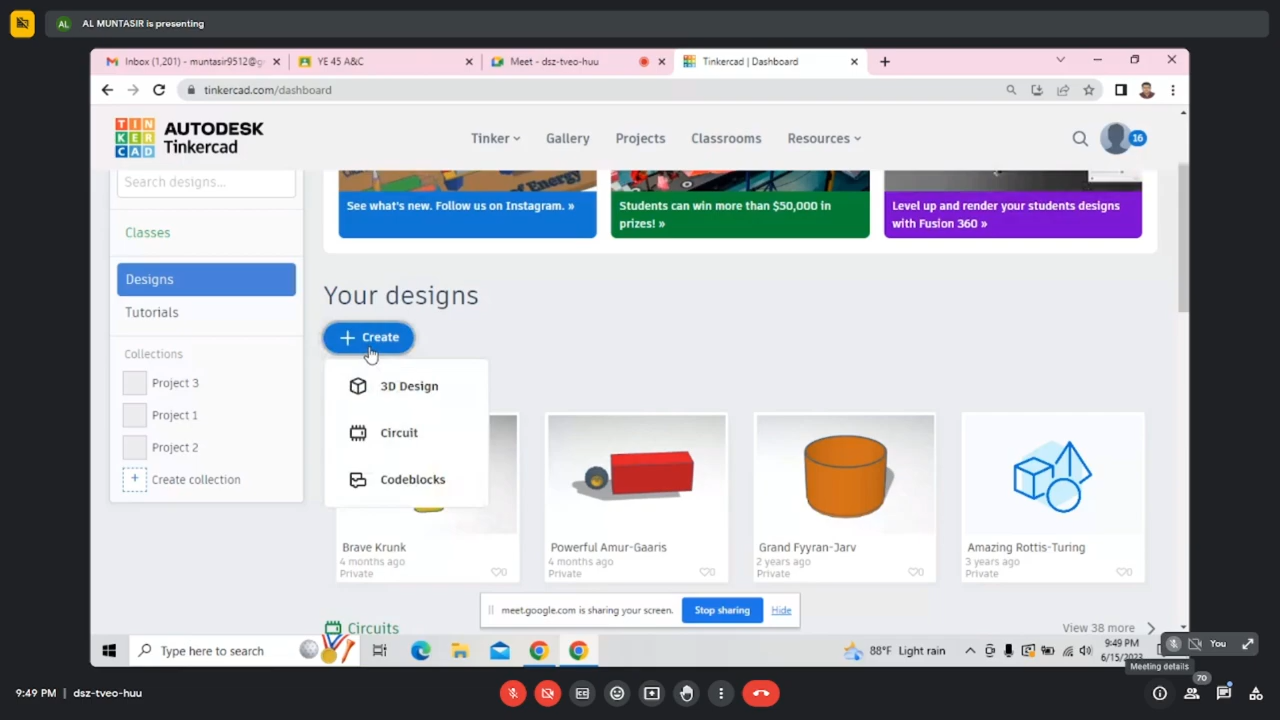 AL
AL MUNTASIR is presenting
Inbox (1,201) - muntasir9512@g
YE 45 A&C
Meet - dsz-tveo-huu
Tinkercad | Dashboard
tinkercad.com/dashboard
TIN
KER
CAD
AUTODESK
Tinkercad
Tinker
Gallery
Projects
Classrooms
Resources
16
Search designs...
Classes
Designs
Tutorials
Collections
Project 3
Project 1
Project 2
Create collection
of Energy
See what's new. Follow us on Instagram. »
Students can win more than $50,000 in
prizes! »
Level up and render your students designs
with Fusion 360 »
Your designs
Create
3D Design
Circuit
Codeblocks
Brave Krunk
4 months ago
Private
0
Powerful Amur-Gaaris
4 months ago
Private
0
Grand Fyyran-Jarv
2 years ago
Private
0
Amazing Rottis-Turing
3 years ago
Private
0
meet.google.com is sharing your screen.
Stop sharing
Hide
Circuits
View 38 more
Type here to search
88°F Light rain
9:49 PM
6/15/2023
You
Meeting details
9:49 PM | dsz-tveo-huu
70